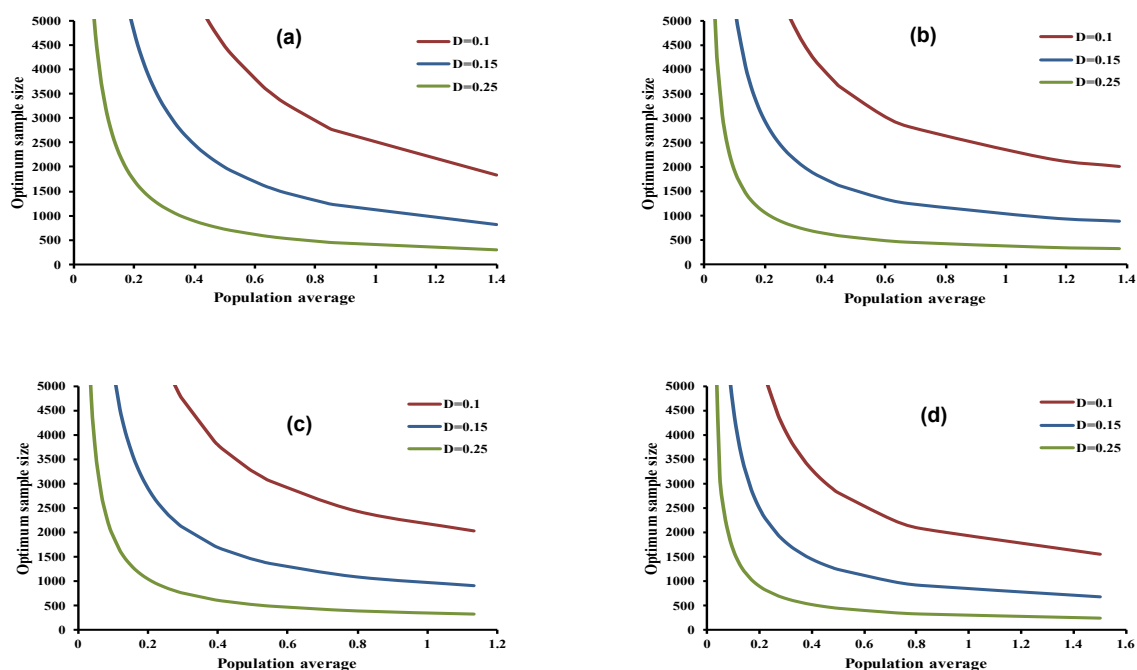 (a)
Optimum sample size
5000
4500
4000
3500
3000
2500
2000
1500
1000
500
0
D=0.1
D=0.15
D=0.25
0 0.2 0.4 0.6 0.8 1 1.2 1.4
Population average
(b)
Optimum sample size
5000
4500
4000
3500
3000
2500
2000
1500
1000
500
0
D=0.1
D=0.15
D=0.25
0 0.2 0.4 0.6 0.8 1 1.2 1.4
Population average
(c)
Optimum sample size
5000
4500
4000
3500
3000
2500
2000
1500
1000
500
0
D=0.1
D=0.15
D=0.25
0 0.2 0.4 0.6 0.8 1 1.2
Population average
(d)
Optimum sample size
5000
4500
4000
3500
3000
2500
2000
1500
1000
500
0
D=0.1
D=0.15
D=0.25
0 0.2 0.4 0.6 0.8 1 1.2 1.4 1.6
Population average